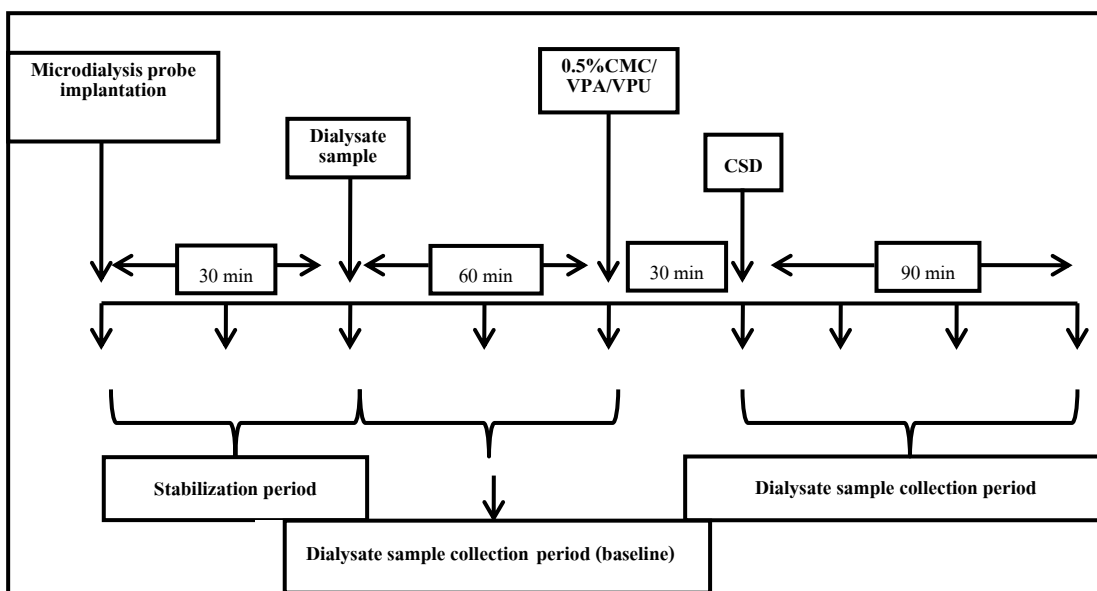 Microdialysis probe
implantation
Dialysate
sample
0.5%CMC/
VPA/VPU
CSD
30 min
60 min
30 min
90 min
Stabilization period
Dialysate sample collection period (baseline)
Dialysate sample collection period